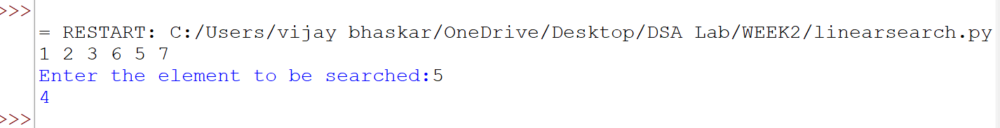 >>>
= RESTART: C:/Users/vijay bhaskar/OneDrive/Desktop/DSA Lab/WEEK2/linearsearch.py
1 2 3 6 5 7
Enter the element to be searched:5
4
>>>